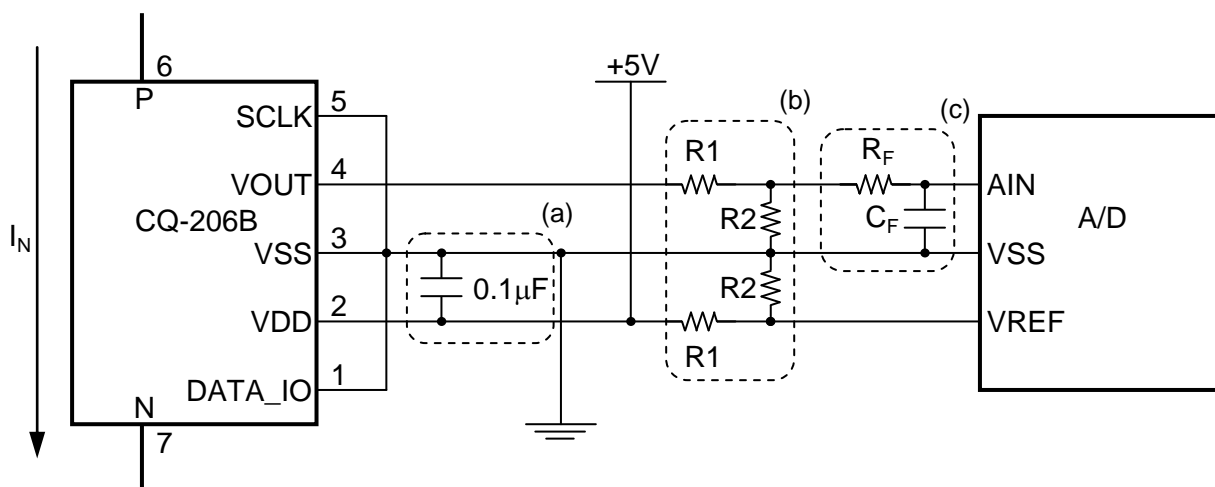 +5V
6
P
(b)
(c)
SCLK
5
R1
RF
VOUT
4
AIN
(a)
R2
CF
A/D
CQ-206B
IN
VSS
3
VSS
0.1μF
R2
VDD
2
VREF
R1
DATA_IO
1
N
7